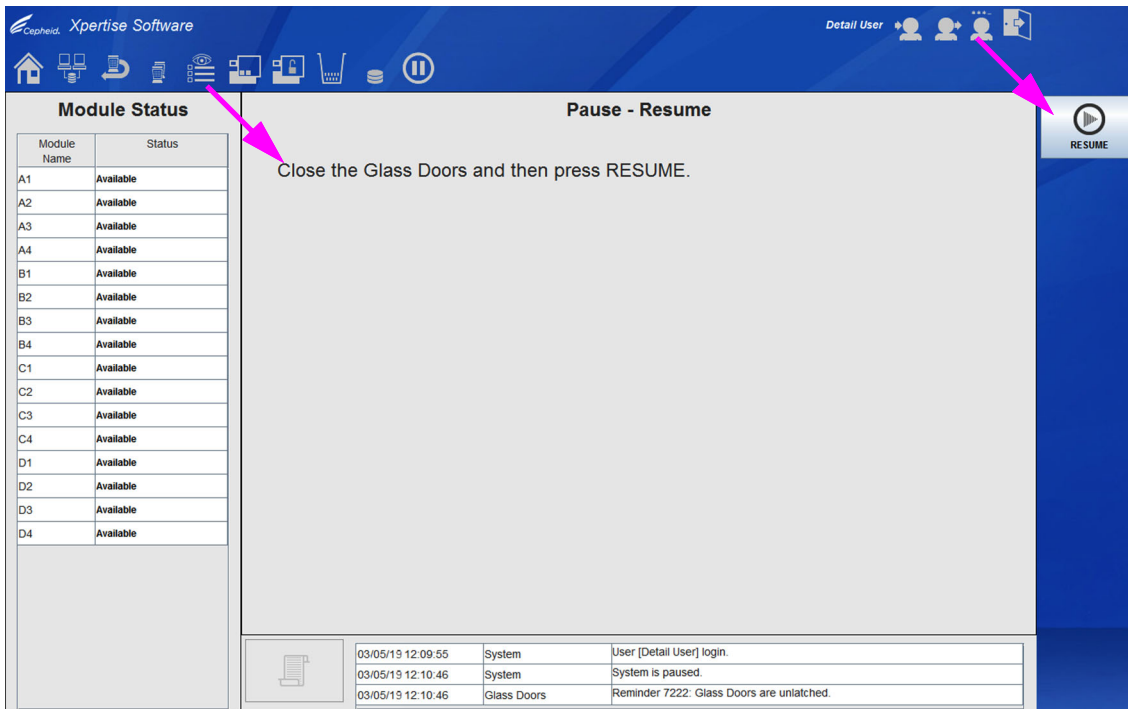 Cepheid. Xpertise Software
Detail User
Module Status
Module Name Status
A1 Available
A2 Available
A3 Available
A4 Available
B1 Available
B2 Available
B3 Available
B4 Available
C1 Available
C2 Available
C3 Available
C4 Available
D1 Available
D2 Available
D3 Available
D4 Available
Pause - Resume
Close the Glass Doors and then press RESUME.
RESUME
03/05/19 12:09:55 System User [Detail User] login.
03/05/19 12:10:46 System System is paused.
03/05/19 12:10:46 Glass Doors Reminder 7222: Glass Doors are unlatched.